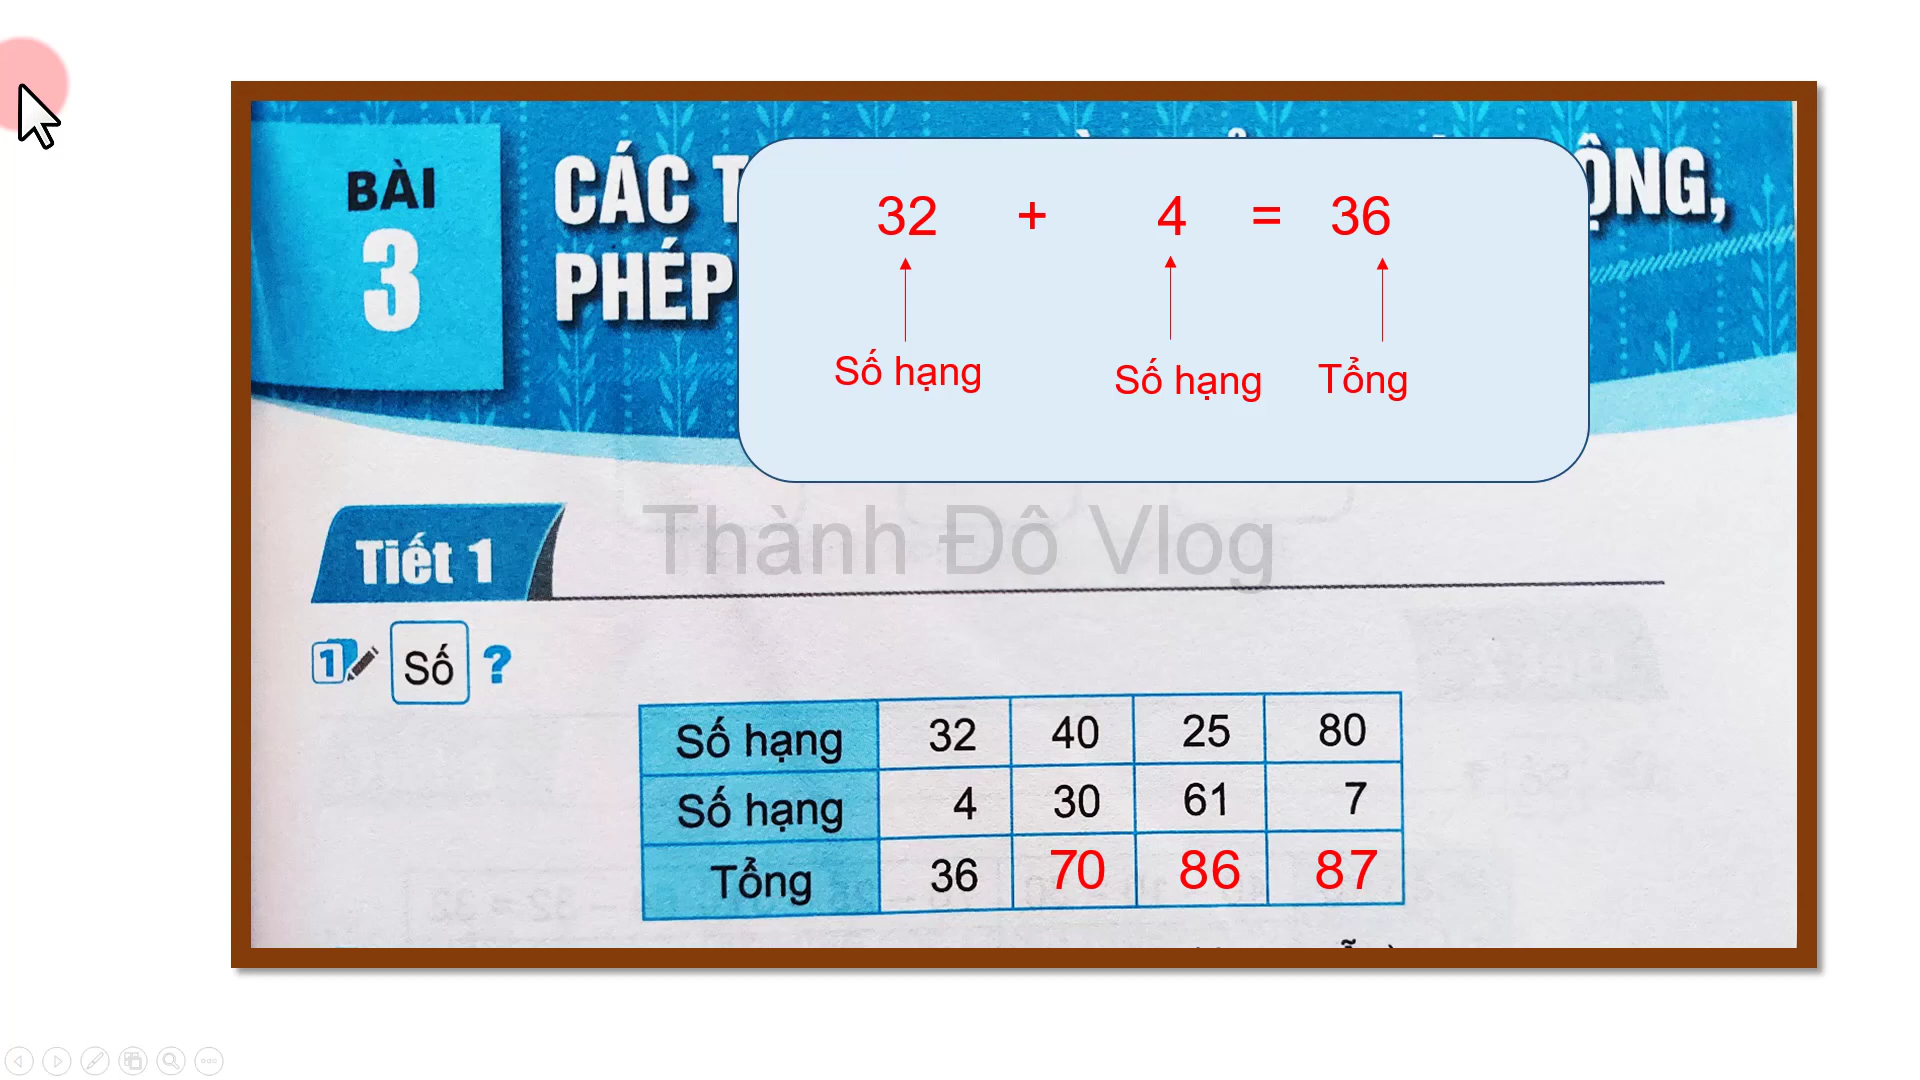 BÀI
3
CÁC
ỘNG,
PHÉP
32 + 4 = 36
Số hạng Số hạng Tổng
Thành Đô Vlog
Tiết 1
1 Số ?
Số hạng 32 40 25 80
Số hạng 4 30 61 7
Tổng 36 70 86 87